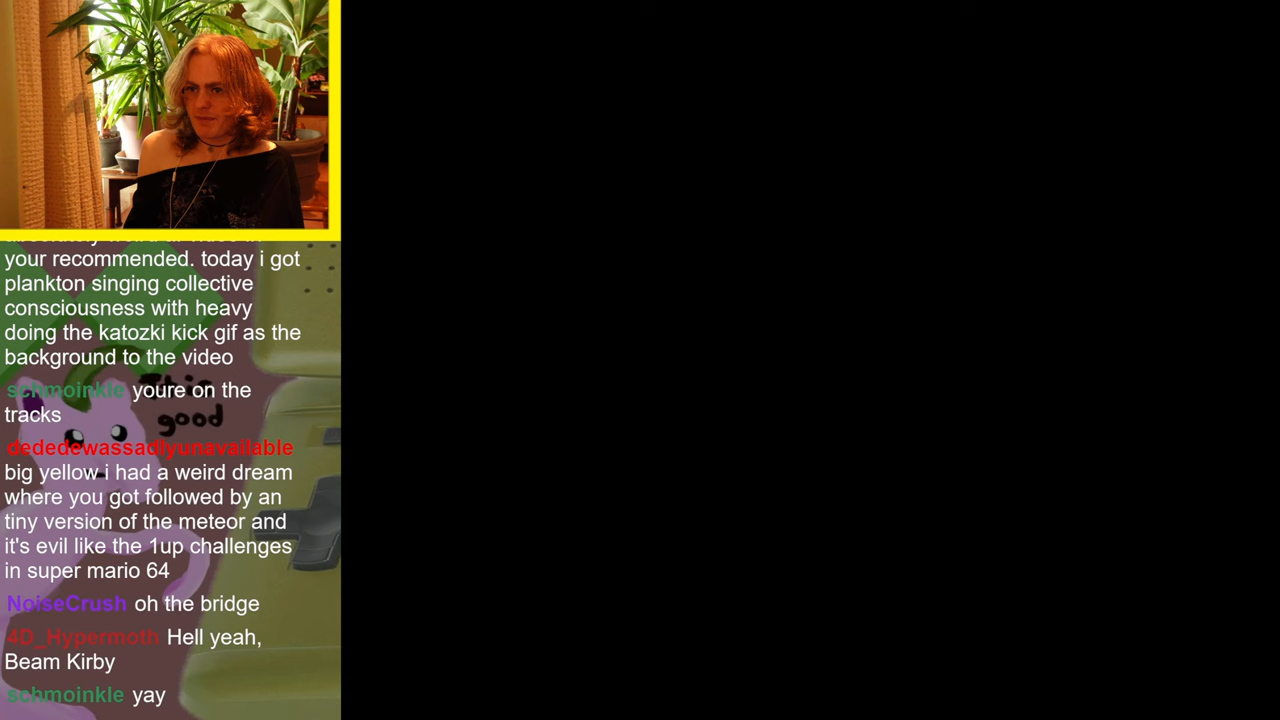 your recommended. today i got
plankton singing collective
consciousness with heavy
doing the katozki kick gif as the
background to the video
schmoinkle youre on the
tracks
good
dededewassadlyunavailable
big yellow i had a weird dream
where you got followed by an
tiny version of the meteor and
it's evil like the 1up challenges
in super mario 64
NoiseCrush oh the bridge
4D_Hypermoth Hell yeah,
Beam Kirby
schmoinkle yay